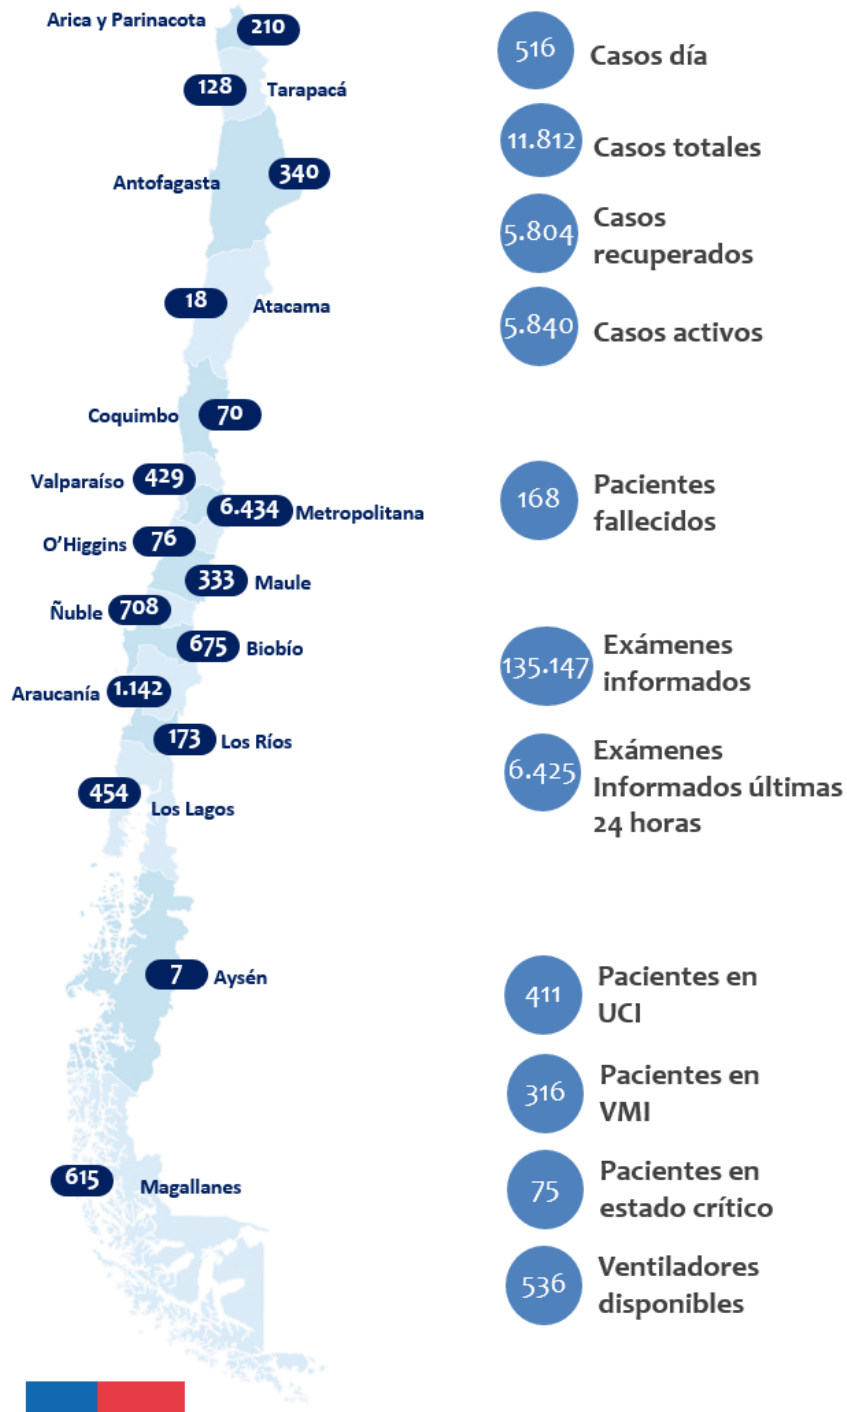 Arica y Parinacota 210
128 Tarapacá
Antofagasta 340
18 Atacama
Coquimbo 70
Valparaíso 429
6.434 Metropolitana
O'Higgins 76
333 Maule
Ñuble 708
675 Biobío
Araucanía 1.142
173 Los Ríos
454 Los Lagos
7 Aysén
615 Magallanes
516 Casos día
11.812 Casos totales
5.804 Casos
recuperados
5.840 Casos activos
168 Pacientes
fallecidos
135.147 Exámenes
informados
6.425 Exámenes
Informados últimas
24 horas
411 Pacientes en
UCI
316 Pacientes en
VMI
75 Pacientes en
estado crítico
536 Ventiladores
disponibles